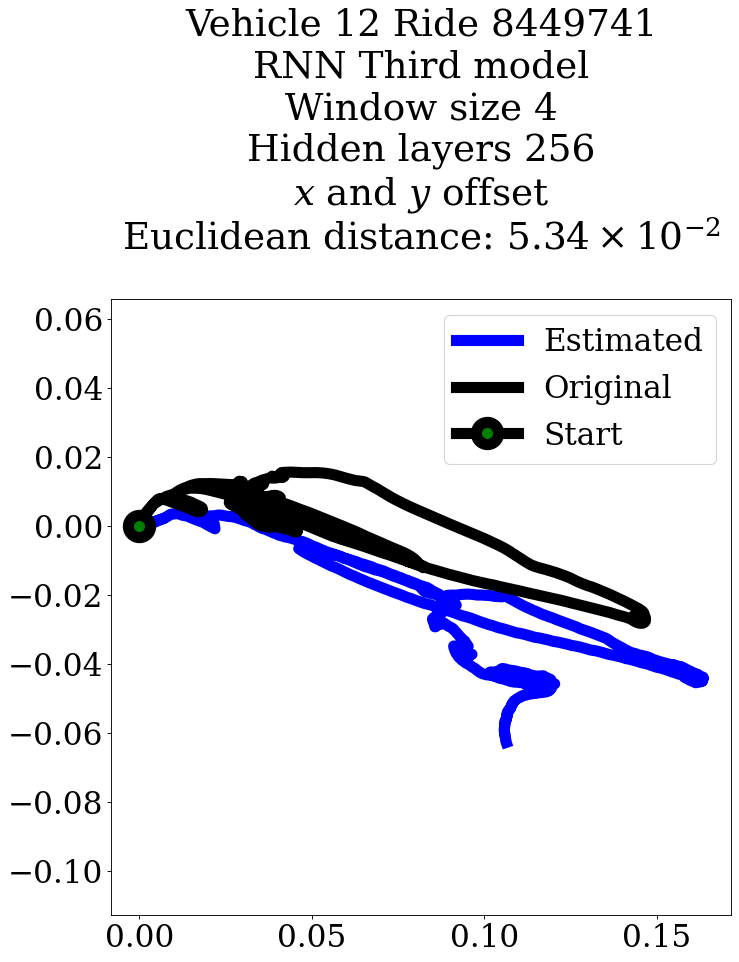 Vehicle 12 Ride 8449741
RNN Third model
Window size 4
Hidden layers 256
x and y offset
Euclidean distance: 5.34 × 10⁻²
Estimated
Original
Start
0.06
0.04
0.02
0.00
−0.02
−0.04
−0.06
−0.08
−0.10
0.00 0.05 0.10 0.15